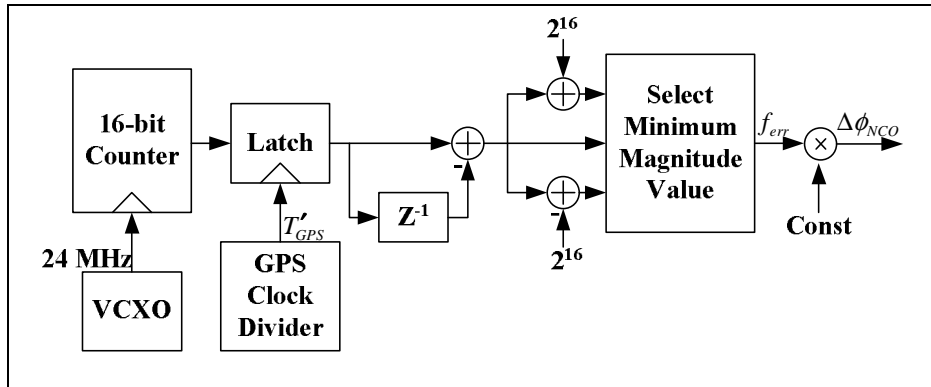 2^16
16-bit
Counter
Latch
+
+
-
Z^-1
+
-
2^16
Select
Minimum
Magnitude
Value
f_err
×
Δϕ_NCO
Const
24 MHz
VCXO
T'_GPS
GPS
Clock
Divider